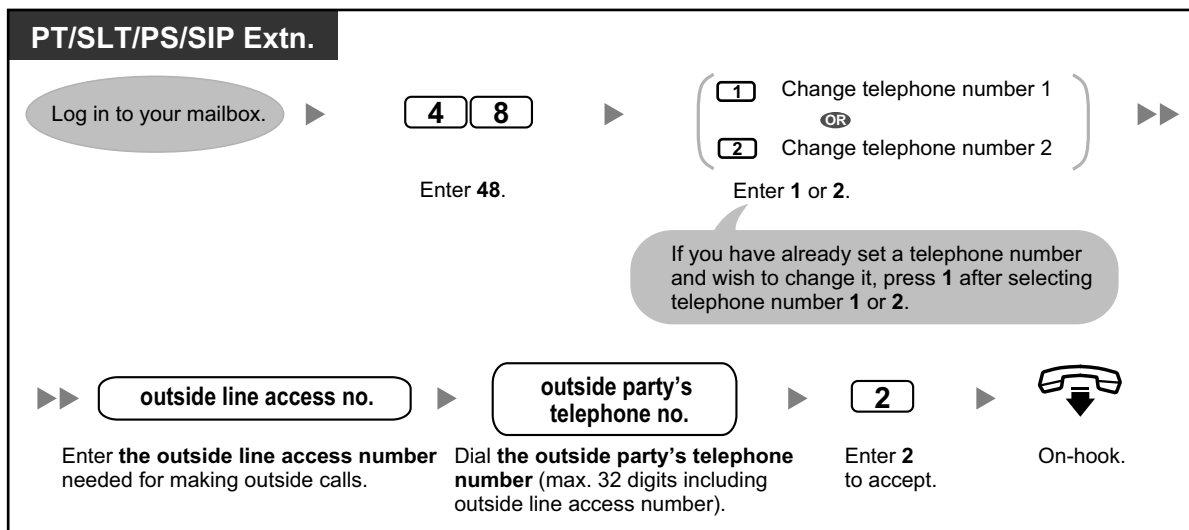 PT/SLT/PS/SIP Extn.
Log in to your mailbox.
4 8
Enter 48.
1 Change telephone number 1
OR
2 Change telephone number 2
Enter 1 or 2.
If you have already set a telephone number
and wish to change it, press 1 after selecting
telephone number 1 or 2.
outside line access no.
Enter the outside line access number
needed for making outside calls.
outside party's
telephone no.
Dial the outside party's telephone
number (max. 32 digits including
outside line access number).
2
Enter 2
to accept.
On-hook.